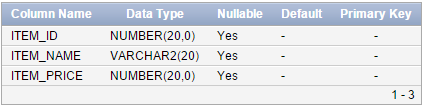 Column Name Data Type Nullable Default Primary Key
ITEM_ID NUMBER(20,0) Yes - -
ITEM_NAME VARCHAR2(20) Yes - -
ITEM_PRICE NUMBER(20,0) Yes - -
1 - 3